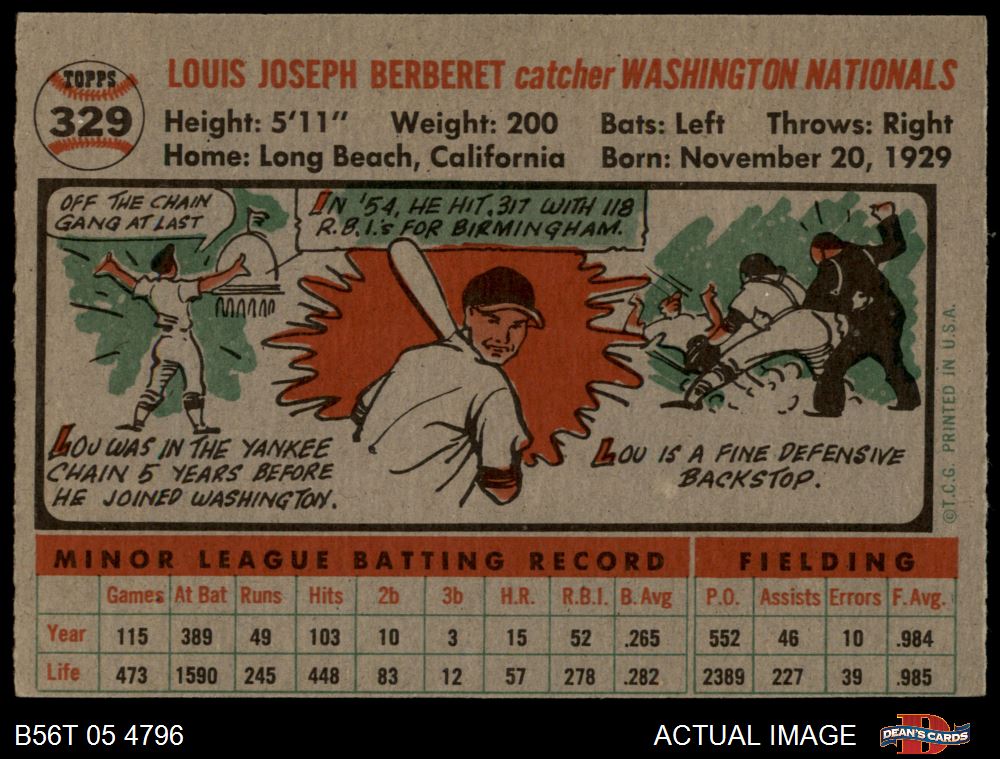 TOPPS
329
LOUIS JOSEPH BERBERET catcher WASHINGTON NATIONALS
Height: 5'11" Weight: 200 Bats: Left Throws: Right
Home: Long Beach, California Born: November 20, 1929
OFF THE CHAIN
GANG AT LAST
IN '54, HE HIT .317 WITH 118
R.B.I.'s FOR BIRMINGHAM.
LOU WAS IN THE YANKEE
CHAIN 5 YEARS BEFORE
HE JOINED WASHINGTON.
LOU IS A FINE DEFENSIVE
BACKSTOP.
©T.C.G. PRINTED IN U.S.A.
MINOR LEAGUE BATTING RECORD FIELDING
Games At Bat Runs Hits 2b 3b H.R. R.B.I. B. Avg P.O. Assists Errors F. Avg.
Year 115 389 49 103 10 3 15 52 .265 552 46 10 .984
Life 473 1590 245 448 83 12 57 278 .282 2389 227 39 .985
B56T 05 4796 ACTUAL IMAGE
D
DEAN'S CARDS